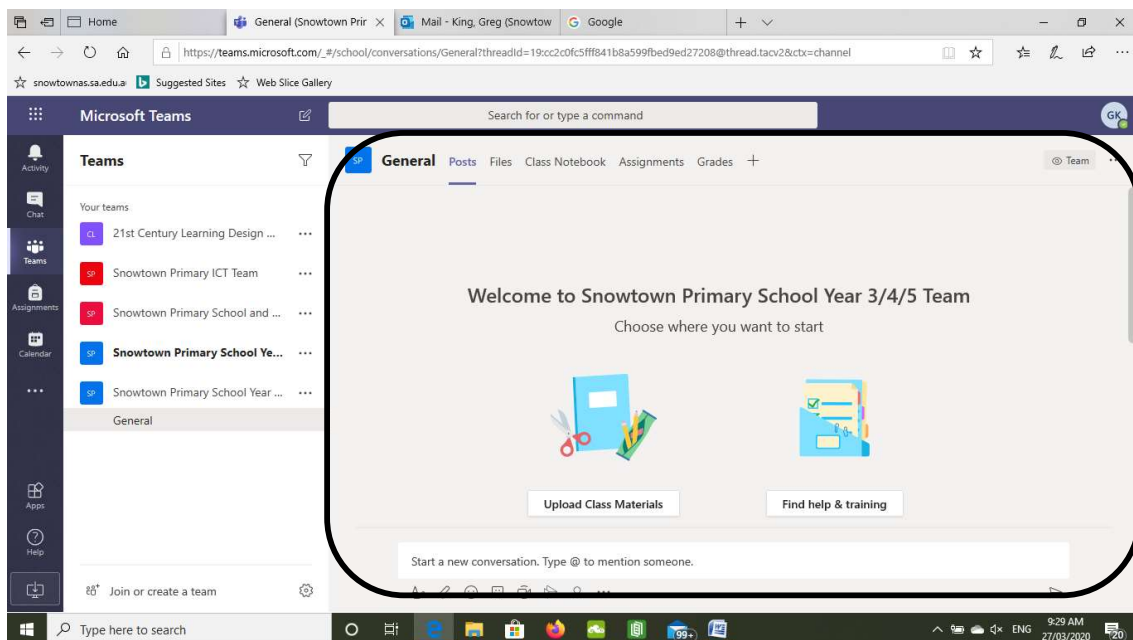 Home
General (Snowtown Prir
Mail - King, Greg (Snowtow
Google
https://teams.microsoft.com/_#/school/conversations/General?threadId=19:cc2c0fc5fff841b8a599fbed9ed27208@thread.tacv2&ctx=channel
snowtownas.sa.edu.a
Suggested Sites
Web Slice Gallery
Microsoft Teams
Search for or type a command
GK
Activity
Chat
Teams
Assignments
Calendar
Apps
Help
Teams
Your teams
CL 21st Century Learning Design ...
SP Snowtown Primary ICT Team
SP Snowtown Primary School and ...
SP Snowtown Primary School Ye...
SP Snowtown Primary School Year ...
General
Join or create a team
SP General Posts Files Class Notebook Assignments Grades
Team
Welcome to Snowtown Primary School Year 3/4/5 Team
Choose where you want to start
Upload Class Materials
Find help & training
Start a new conversation. Type @ to mention someone.
Type here to search
99+
ENG
9:29 AM
27/03/2020
20